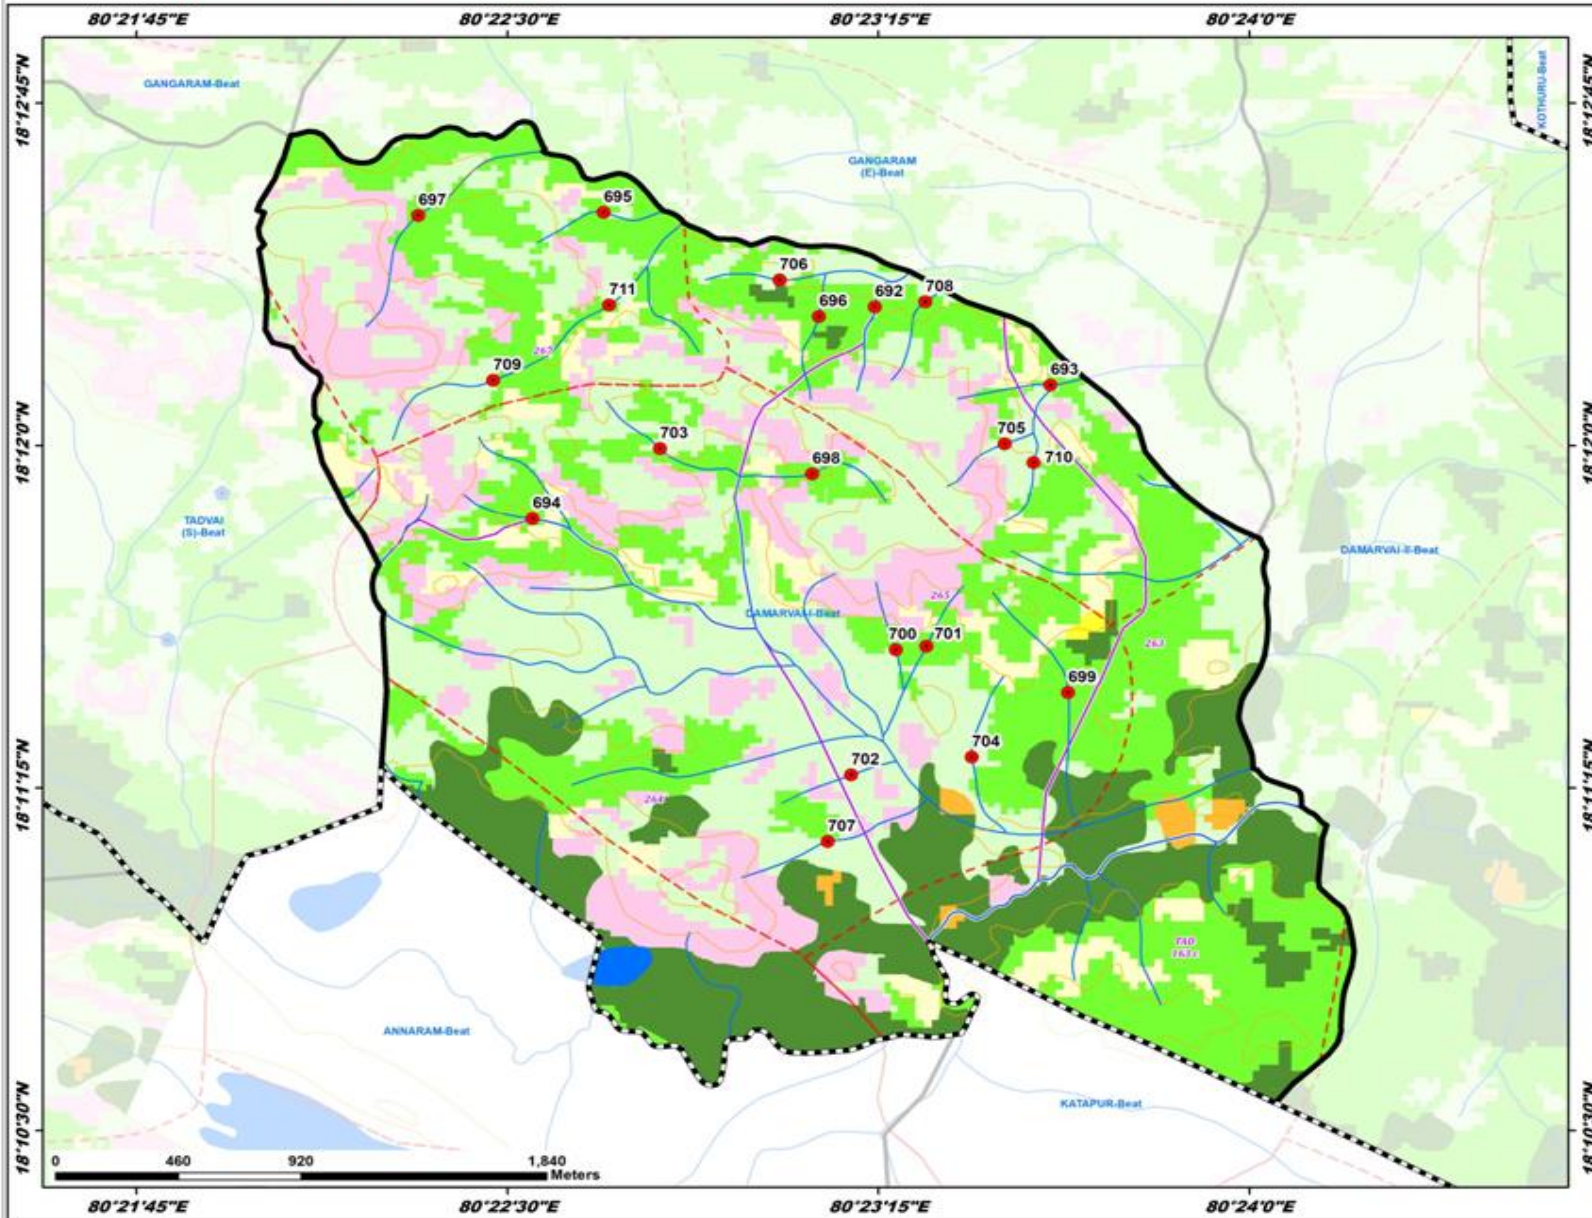 80°21'45"E 80°22'30"E 80°23'15"E 80°24'0"E
18°12'45"N 18°12'45"N
GANGARAM-Beat
KOTHURU-Beat
GANGARAM
(E)-Beat
697 695
706
711 696 692 708
267
709 693
18°12'0"N 18°12'0"N
703 705
698 710
694
TADVAI
(S)-Beat
DAMARVAI-II-Beat
265
DAMARVAI-I-Beat
700 701 263
699
704
702
18°11'15"N 18°11'15"N
264
707
TAD
ANNARAM-Beat
KATAPUR-Beat
18°10'30"N 18°10'30"N
0 460 920 1,840
Meters
80°21'45"E 80°22'30"E 80°23'15"E 80°24'0"E